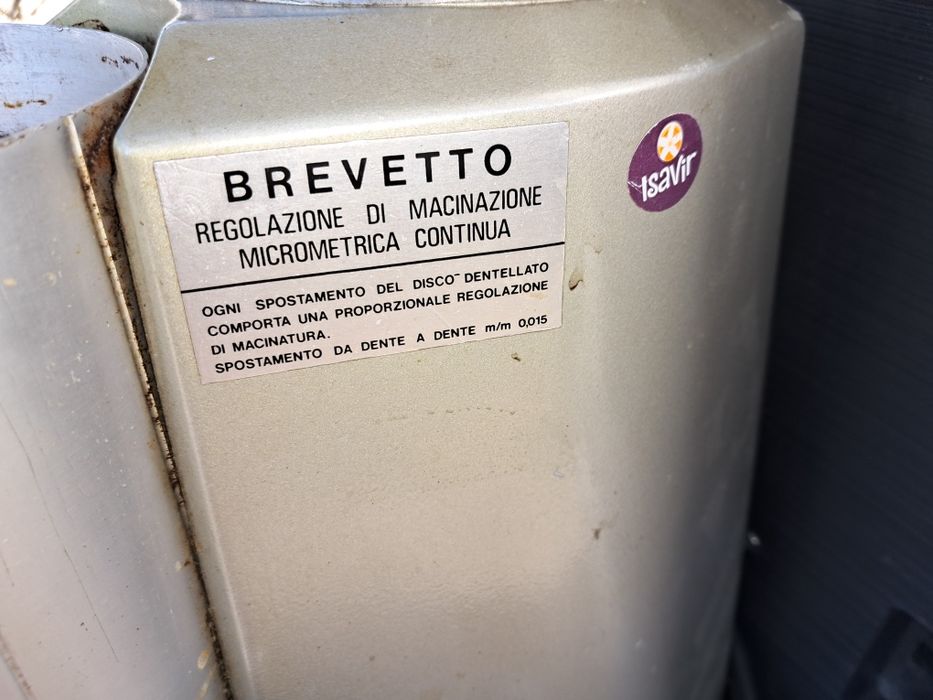 BREVETTO
REGOLAZIONE DI MACINAZIONE
MICROMETRICA CONTINUA
OGNI SPOSTAMENTO DEL DISCO DENTELLATO
COMPORTA UNA PROPORZIONALE REGOLAZIONE
DI MACINATURA.
SPOSTAMENTO DA DENTE A DENTE m/m 0,015
ısavir